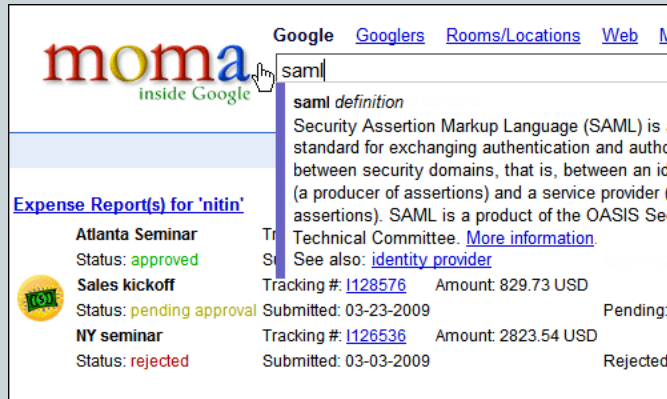 Google Googlers Rooms/Locations Web
moma
inside Google
saml
saml definition
Security Assertion Markup Language (SAML) is
standard for exchanging authentication and
between security domains, that is, between an
(a producer of assertions) and a service provider
assertions). SAML is a product of the OASIS
Technical Committee. More information.
See also: identity provider
Expense Report(s) for 'nitin'
Atlanta Seminar
Status: approved
Sales kickoff Tracking #: I128576 Amount: 829.73 USD
Status: pending approval Submitted: 03-23-2009 Pending:
NY seminar Tracking #: I126536 Amount: 2823.54 USD
Status: rejected Submitted: 03-03-2009 Rejected